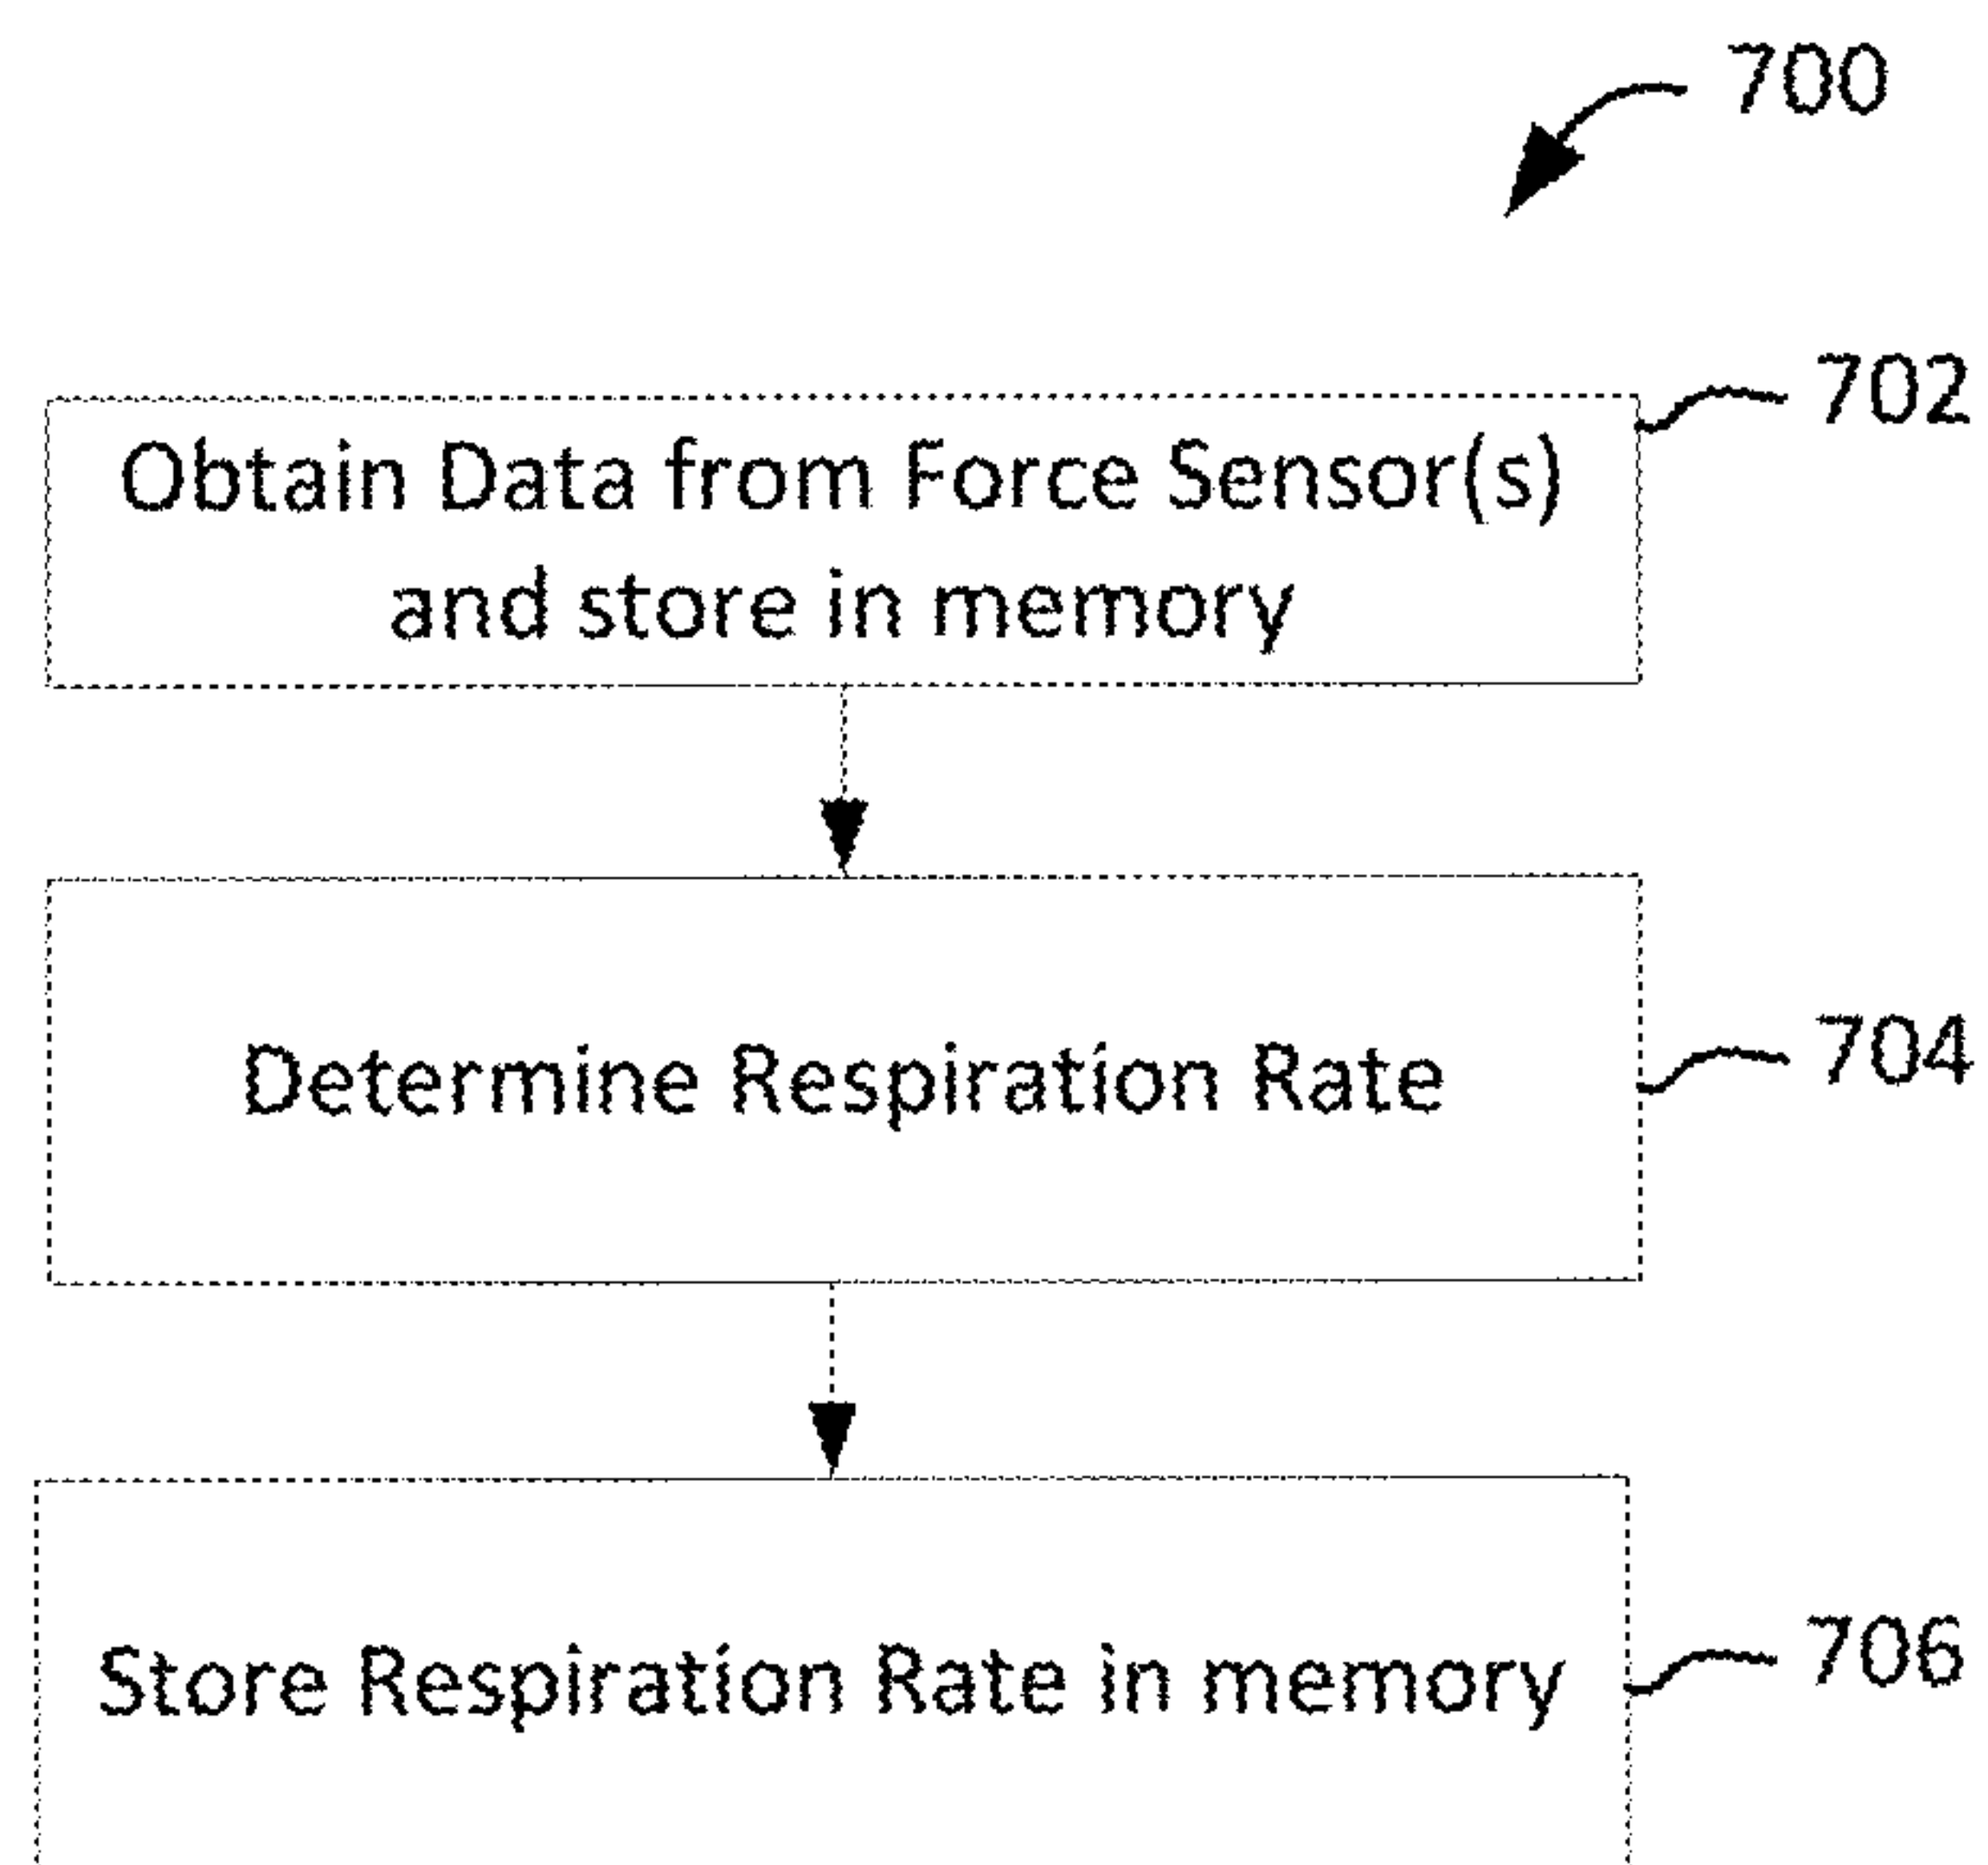 700
702
Obtain Data from Force Sensor(s)
and store in memory
Determine Respiration Rate
704
Store Respiration Rate in memory
706